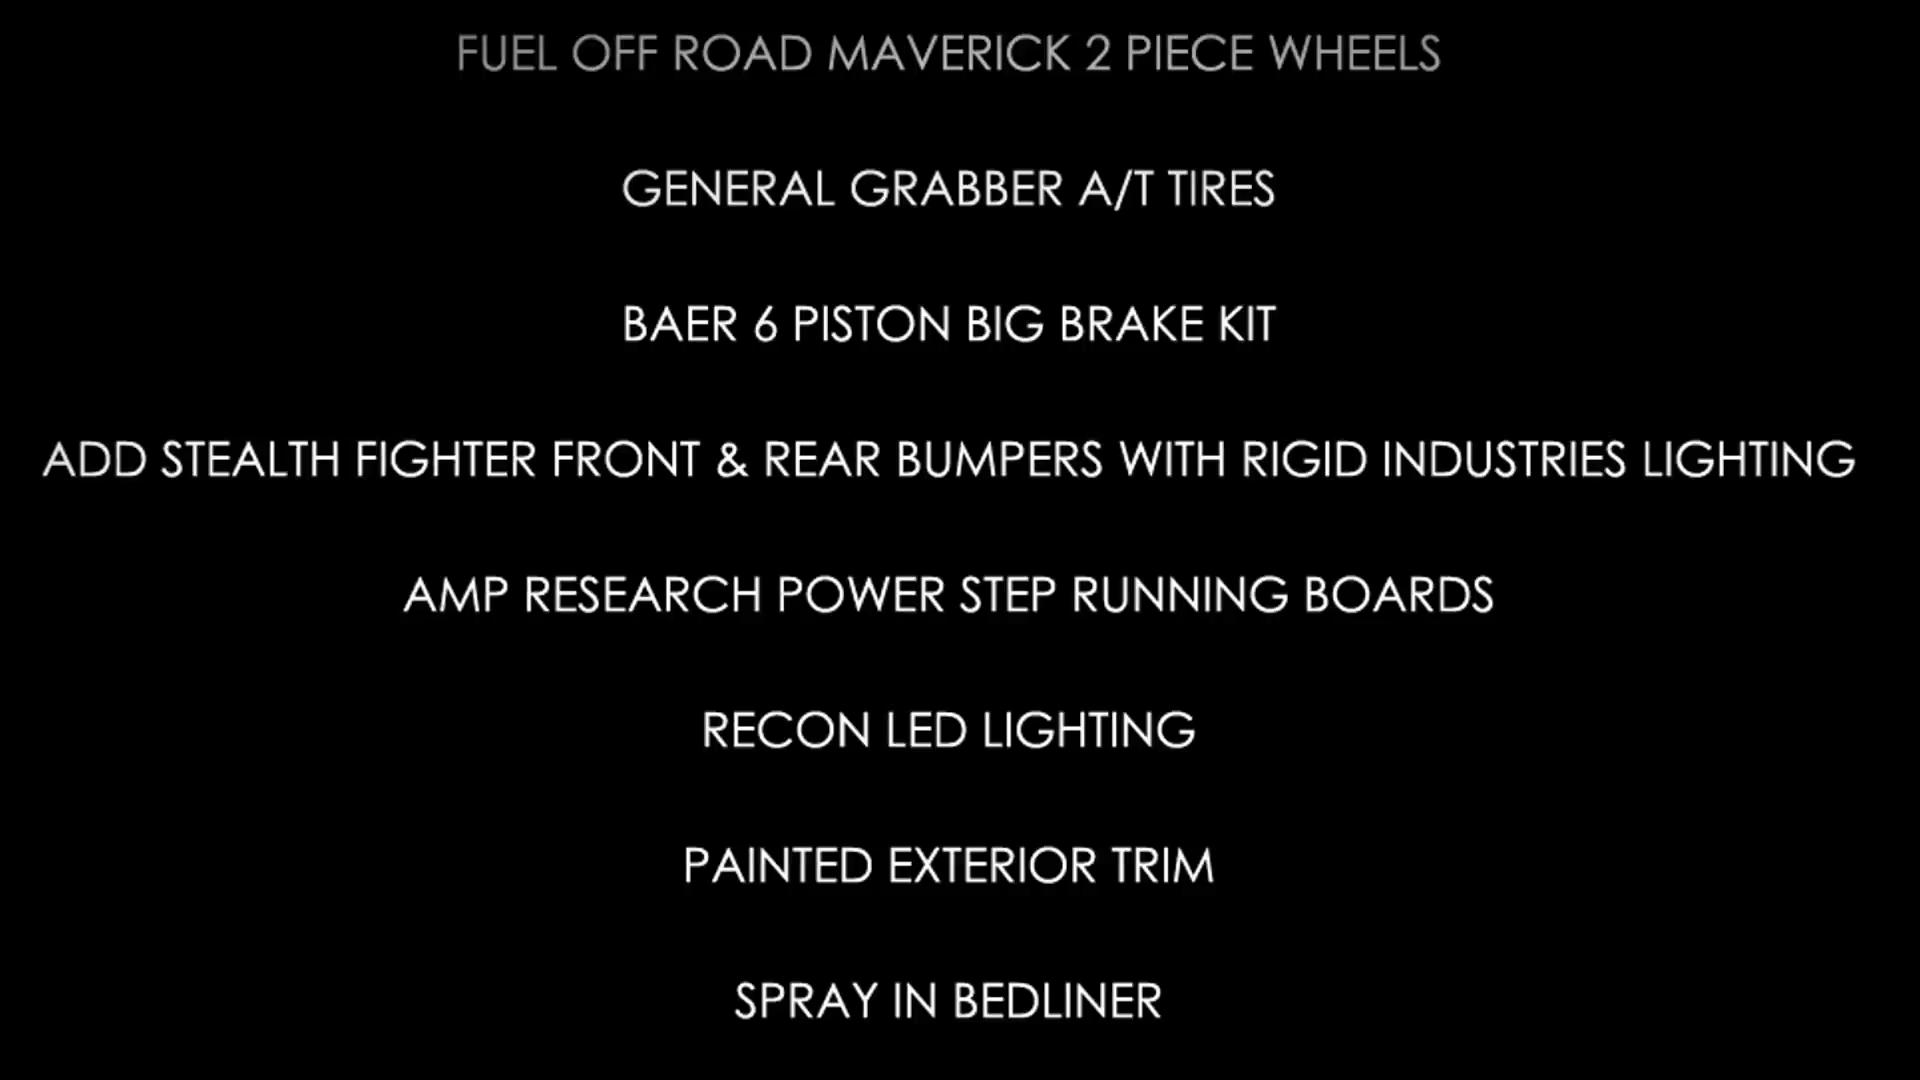 FUEL OFF ROAD MAVERICK 2 PIECE WHEELS
GENERAL GRABBER A/T TIRES
BAER 6 PISTON BIG BRAKE KIT
ADD STEALTH FIGHTER FRONT & REAR BUMPERS WITH RIGID INDUSTRIES LIGHTING
AMP RESEARCH POWER STEP RUNNING BOARDS
RECON LED LIGHTING
PAINTED EXTERIOR TRIM
SPRAY IN BEDLINER